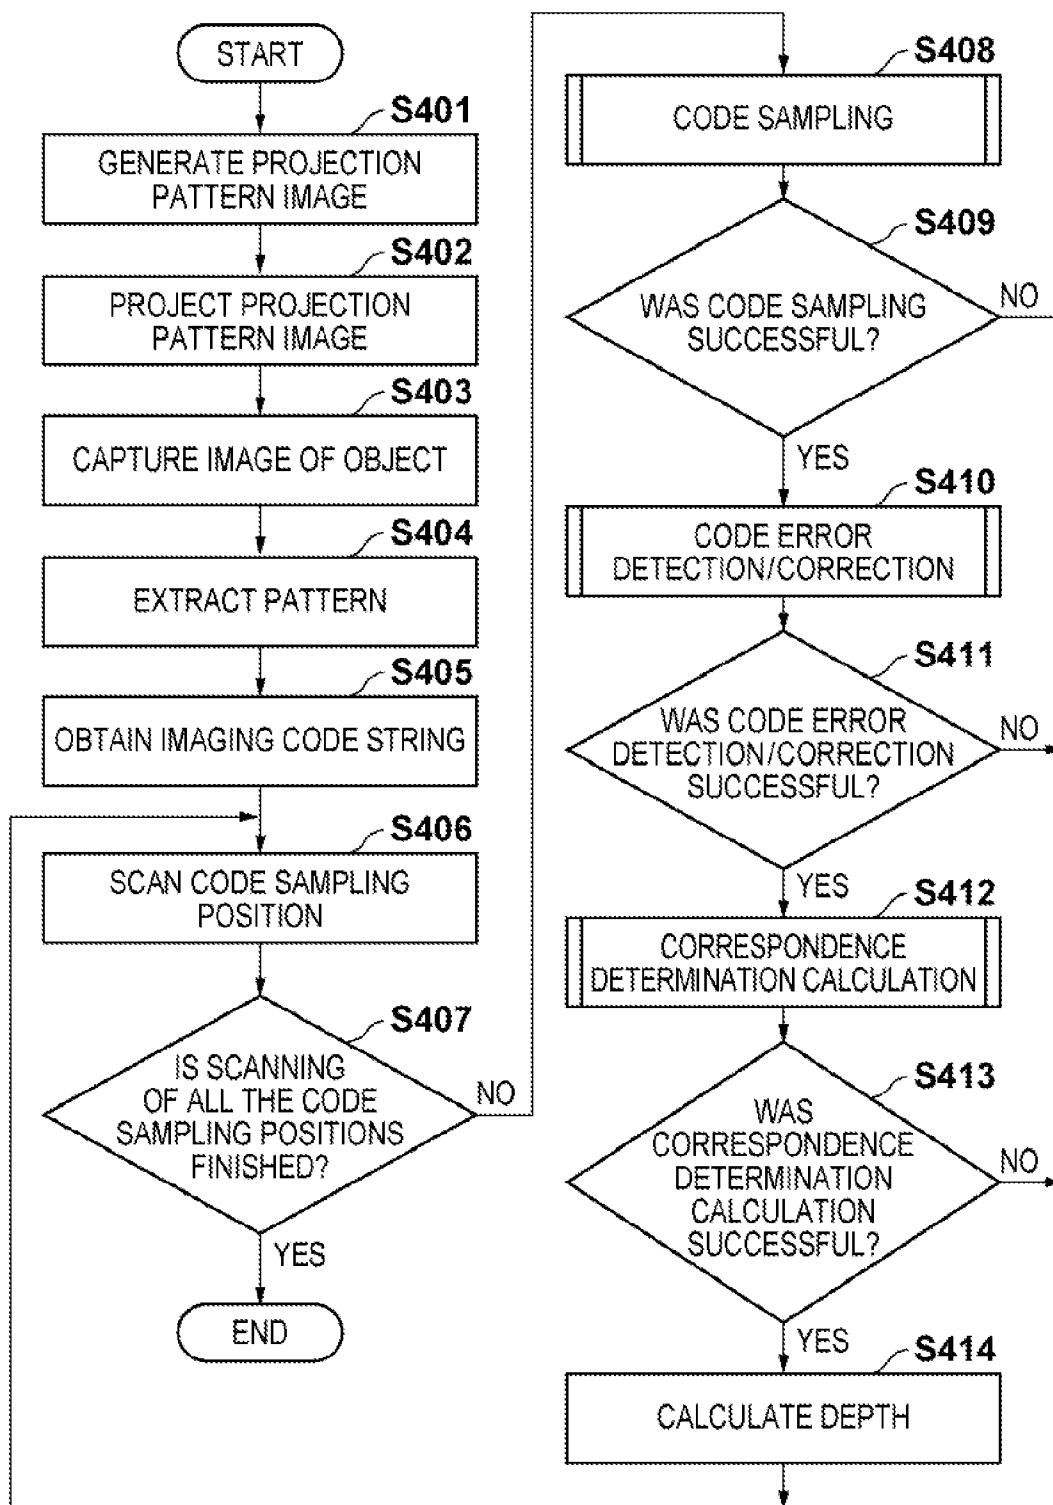 START
S401
GENERATE PROJECTION
PATTERN IMAGE
S402
PROJECT PROJECTION
PATTERN IMAGE
S403
CAPTURE IMAGE OF OBJECT
S404
EXTRACT PATTERN
S405
OBTAIN IMAGING CODE STRING
S406
SCAN CODE SAMPLING
POSITION
S407
IS SCANNING
OF ALL THE CODE
SAMPLING POSITIONS
FINISHED?
NO
YES
END
S408
CODE SAMPLING
S409
WAS CODE SAMPLING
SUCCESSFUL?
NO
YES
S410
CODE ERROR
DETECTION/CORRECTION
S411
WAS CODE ERROR
DETECTION/CORRECTION
SUCCESSFUL?
NO
YES
S412
CORRESPONDENCE
DETERMINATION CALCULATION
S413
WAS
CORRESPONDENCE
DETERMINATION
CALCULATION
SUCCESSFUL?
NO
YES
S414
CALCULATE DEPTH